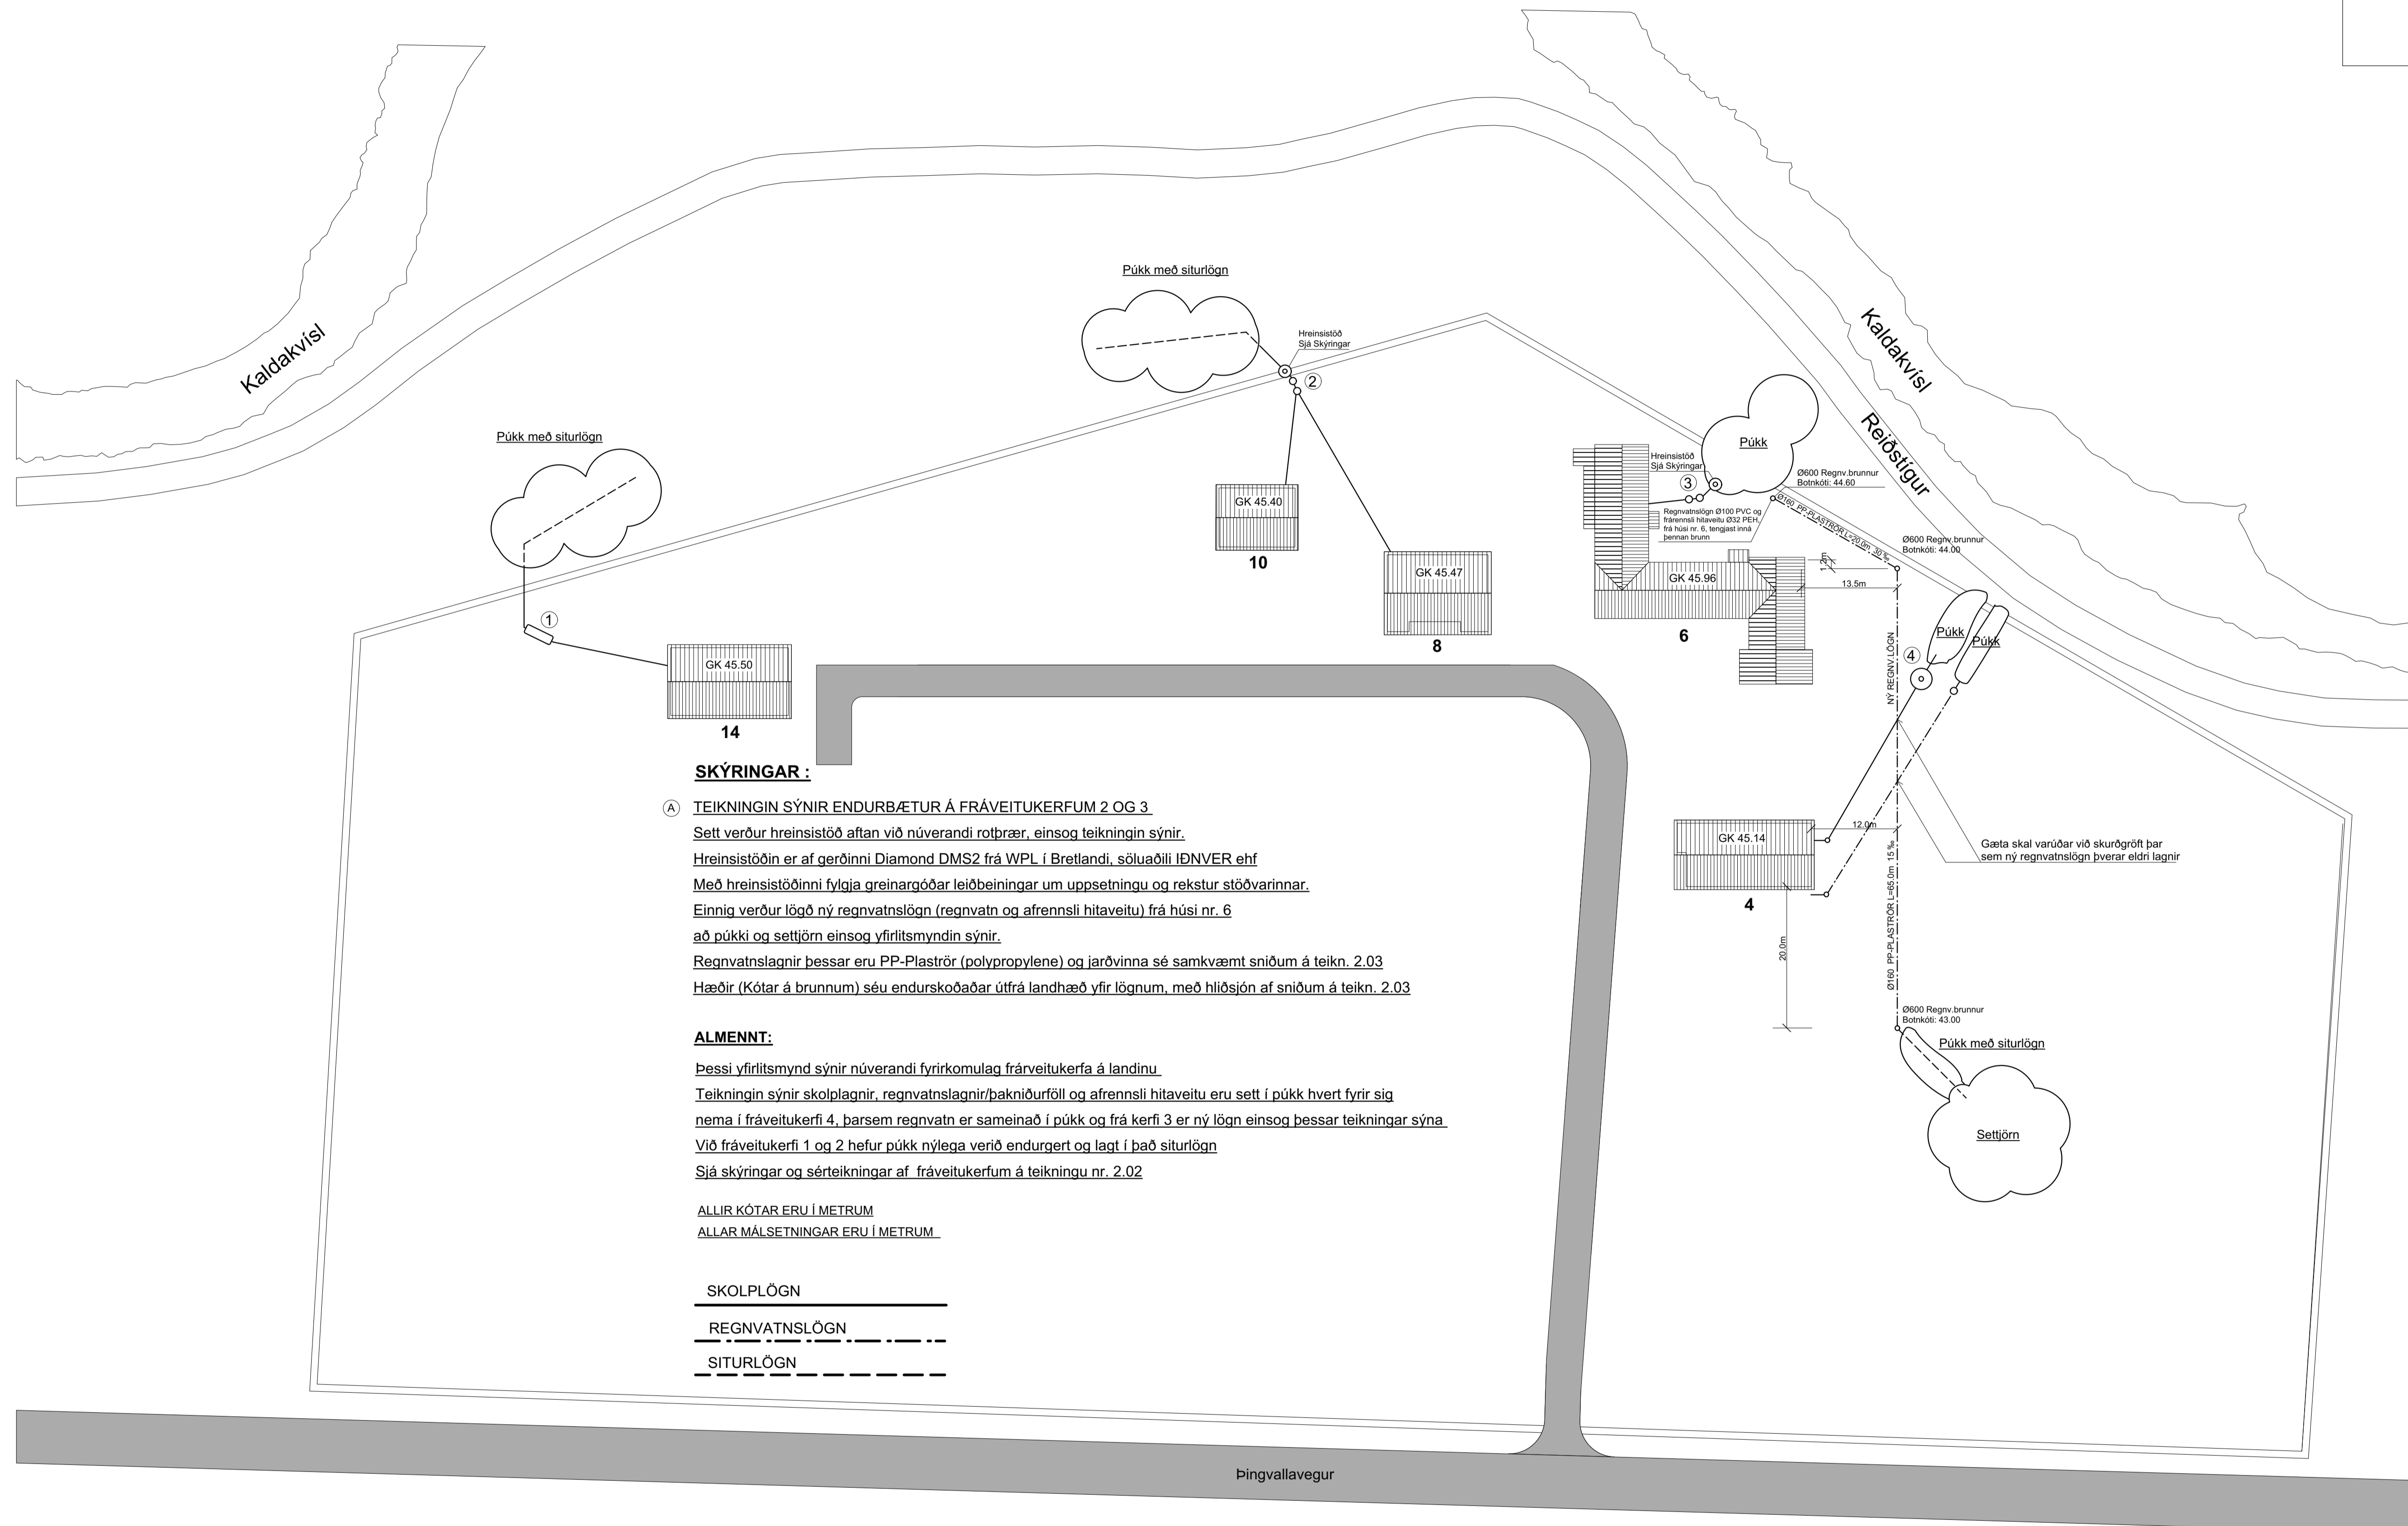 Kaldakvísl
Kaldakvísl
Reiðstígur
Púkk með siturlögn
Hreinsistöð
Sjá Skýringar
2
Púkk með siturlögn
1
GK 45.50
14
GK 45.40
10
GK 45.47
8
Púkk
Hreinsistöð
Sjá Skýringar
3
Ø600 Regnv.brunnur
Botnkóti: 44.60
Regnvatnslögn Ø100 PVC og
frárennsli hitaveitu Ø32 PEH,
frá húsi nr. 6, tengjast inná
þennan brunn
Ø160 PP-PLASTRÖR L=20.0m 30 ‰
Ø600 Regnv.brunnur
Botnkóti: 44.00
1.2m
13.5m
GK 45.96
6
NÝ REGNV.LÖGN
4
Púkk
Púkk
12.0m
GK 45.14
4
20.0m
Ø160 PP-PLASTRÖR L=65.0m 15 ‰
Gæta skal varúðar við skurðgröft þar
sem ný regnvatnslögn þverar eldri lagnir
Ø600 Regnv.brunnur
Botnkóti: 43.00
Púkk með siturlögn
Settjörn
SKÝRINGAR :
A TEIKNINGIN SÝNIR ENDURBÆTUR Á FRÁVEITUKERFUM 2 OG 3
Sett verður hreinsistöð aftan við núverandi rotþrær, einsog teikningin sýnir.
Hreinsistöðin er af gerðinni Diamond DMS2 frá WPL í Bretlandi, söluaðili IÐNVER ehf
Með hreinsistöðinni fylgja greinargóðar leiðbeiningar um uppsetningu og rekstur stöðvarinnar.
Einnig verður lögð ný regnvatnslögn (regnvatn og afrennsli hitaveitu) frá húsi nr. 6
að púkki og settjörn einsog yfirlitsmyndin sýnir.
Regnvatnslagnir þessar eru PP-Plaströr (polypropylene) og jarðvinna sé samkvæmt sniðum á teikn. 2.03
Hæðir (Kótar á brunnum) séu endurskoðaðar útfrá landhæð yfir lögnum, með hliðsjón af sniðum á teikn. 2.03
ALMENNT:
Þessi yfirlitsmynd sýnir núverandi fyrirkomulag frárveitukerfa á landinu
Teikningin sýnir skolplagnir, regnvatnslagnir/þakniðurföll og afrennsli hitaveitu eru sett í púkk hvert fyrir sig
nema í fráveitukerfi 4, þarsem regnvatn er sameinað í púkk og frá kerfi 3 er ný lögn einsog þessar teikningar sýna
Við fráveitukerfi 1 og 2 hefur púkk nýlega verið endurgert og lagt í það siturlögn
Sjá skýringar og sérteikningar af fráveitukerfum á teikningu nr. 2.02
ALLIR KÓTAR ERU Í METRUM
ALLAR MÁLSETNINGAR ERU Í METRUM
SKOLPLÖGN
REGNVATNSLÖGN
SITURLÖGN
Þingvallavegur